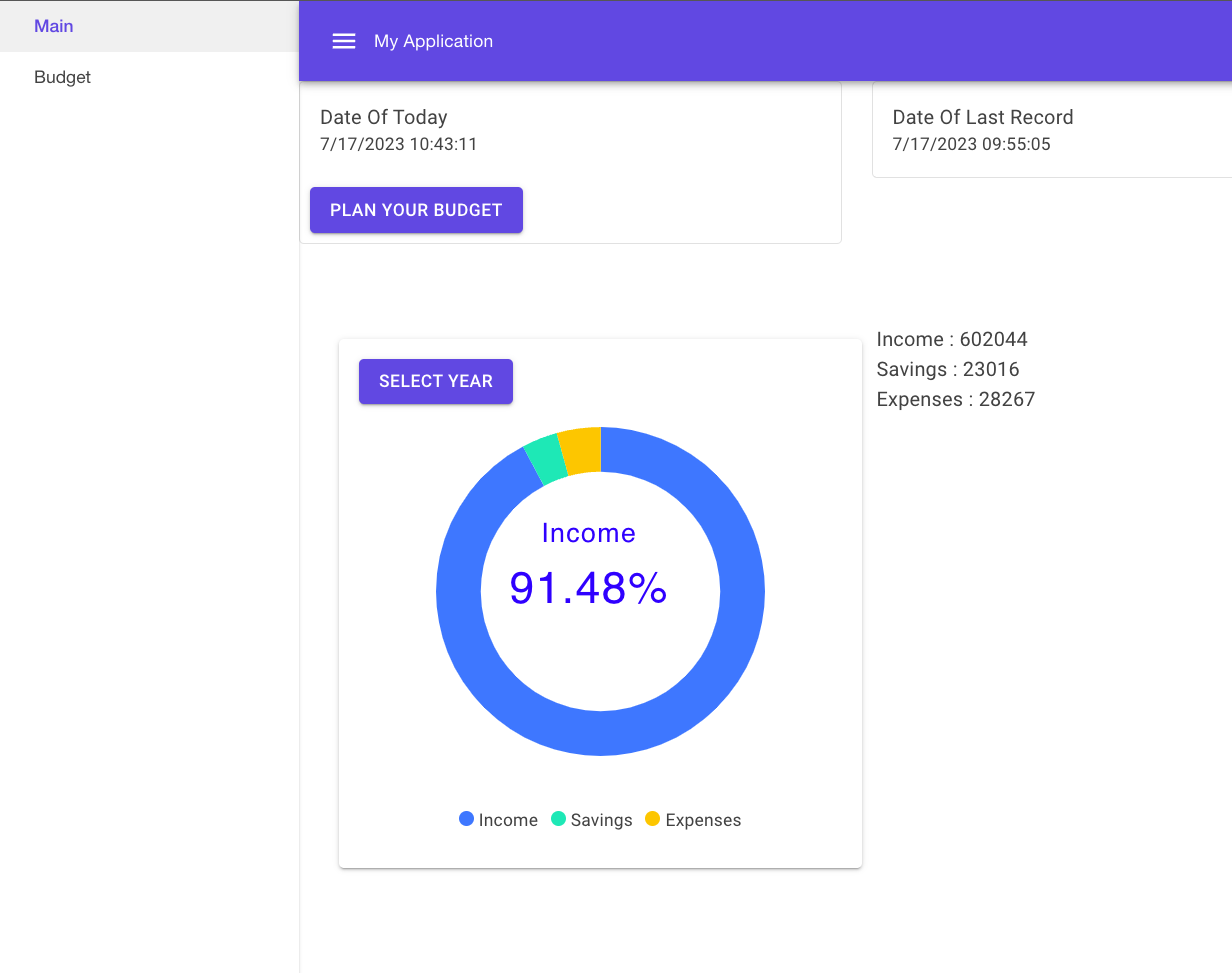 Main
Budget
My Application
Date Of Today
7/17/2023 10:43:11
PLAN YOUR BUDGET
Date Of Last Record
7/17/2023 09:55:05
SELECT YEAR
Income
91.48%
Income Savings Expenses
Income : 602044
Savings : 23016
Expenses : 28267